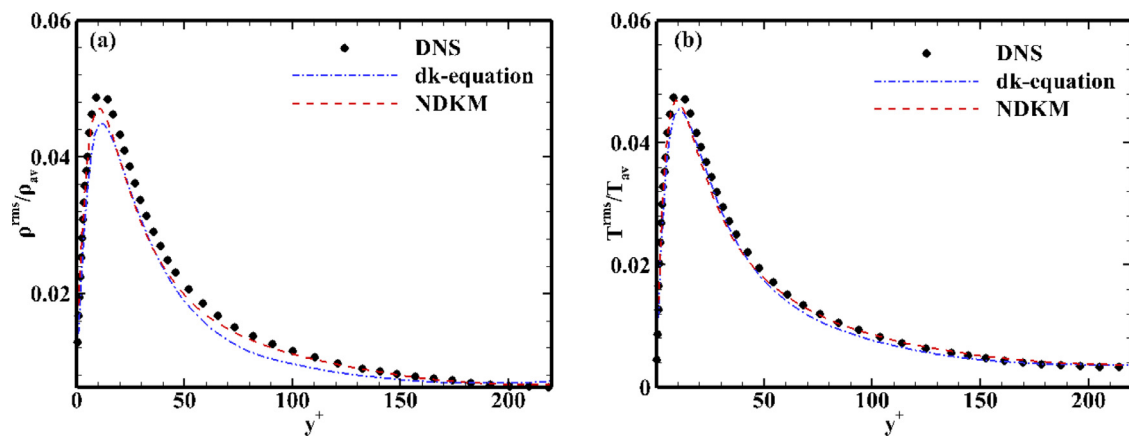 (a)
DNS
dk-equation
NDKM
ρrms/ρav
0.06
0.04
0.02
0
50
100
150
200
y+
(b)
DNS
dk-equation
NDKM
Trms/Tav
0.06
0.04
0.02
0
0
50
100
150
200
y+